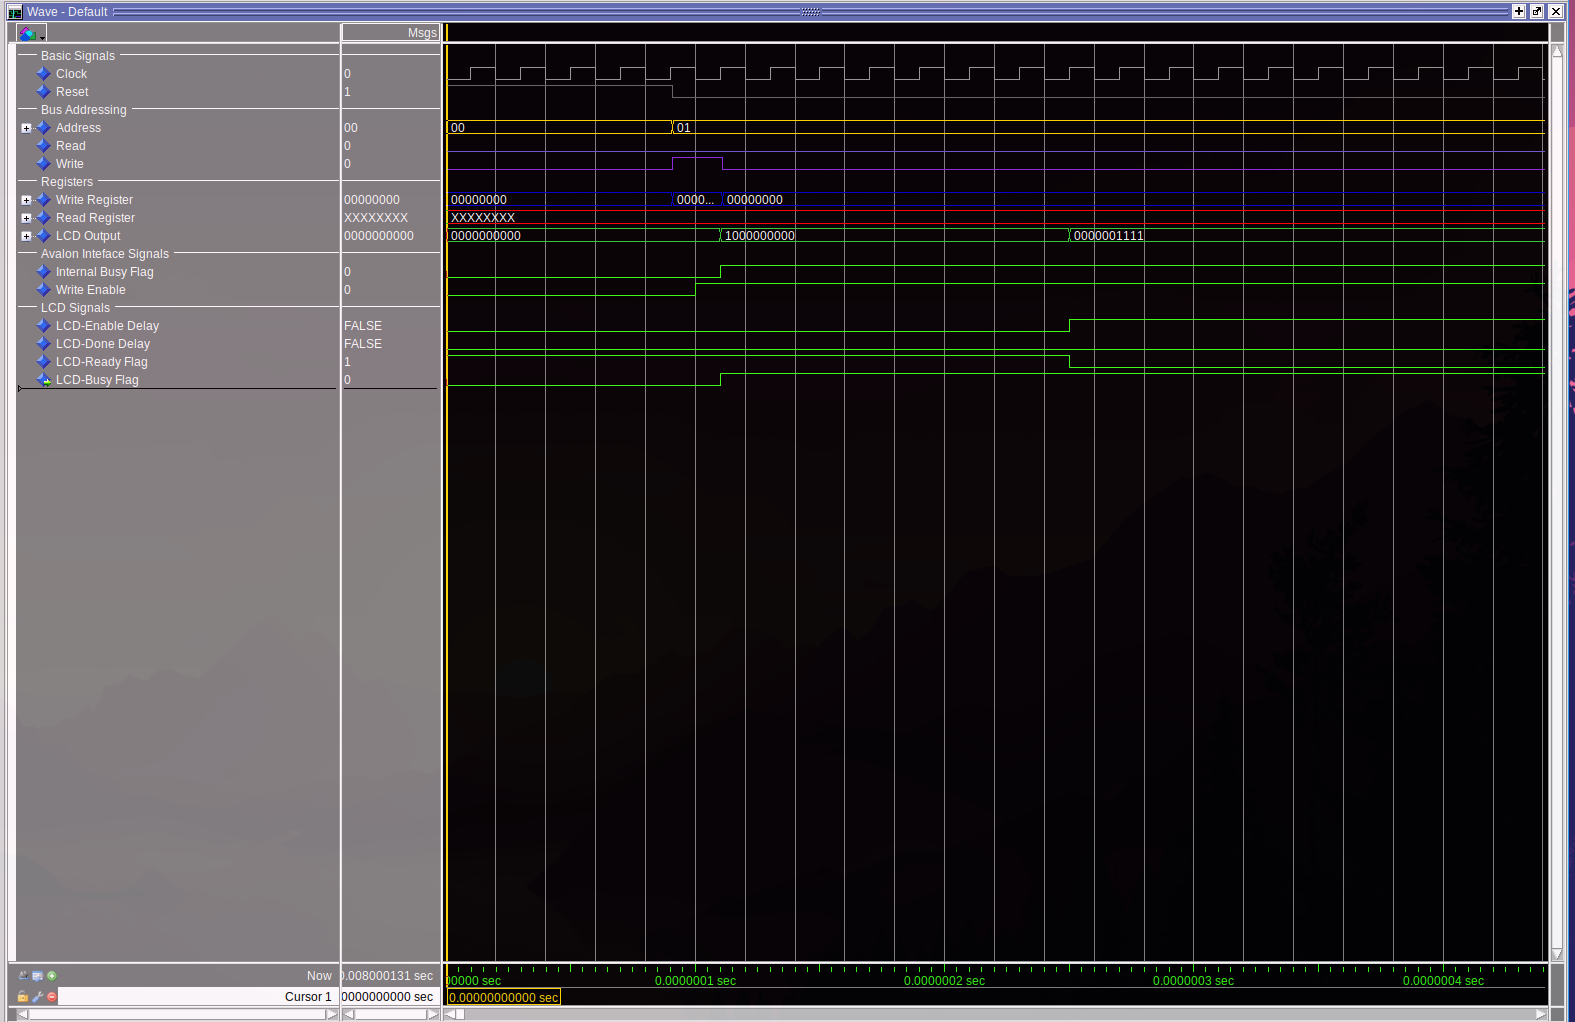 Wave - Default
Msgs
Basic Signals
Clock 0
Reset 1
Bus Addressing
Address 00 00 01
Read 0
Write 0
Registers
Write Register 00000000 00000000 0000... 00000000
Read Register XXXXXXXX XXXXXXXX
LCD Output 0000000000 0000000000 1000000000 0000001111
Avalon Inteface Signals
Internal Busy Flag 0
Write Enable 0
LCD Signals
LCD-Enable Delay FALSE
LCD-Done Delay FALSE
LCD-Ready Flag 1
LCD-Busy Flag 0
Now 0.008000131 sec 00000 sec 0.0000001 sec 0.0000002 sec 0.0000003 sec 0.0000004 sec
Cursor 1 0000000000 sec 0.00000000000 sec